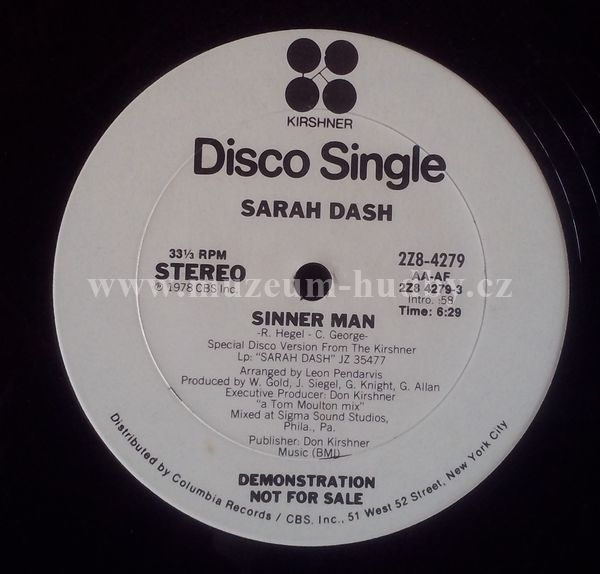 KIRSHNER
Disco Single
SARAH DASH
33⅓ RPM
STEREO
℗ 1978 CBS Inc.
2Z8-4279
AA-AF
2Z8 4279-3
Intro. :58
Time: 6:29
www.muzeum-hudby.cz
SINNER MAN
-R. Hegel - C. George-
Special Disco Version From The Kirshner
Lp: "SARAH DASH" JZ 35477
Arranged by Leon Pendarvis
Produced by W. Gold, J. Siegel, G. Knight, G. Allan
Executive Producer: Don Kirshner
"a Tom Moulton mix"
Mixed at Sigma Sound Studios,
Phila., Pa.
Publisher: Don Kirshner
Music (BMI)
DEMONSTRATION
NOT FOR SALE
Distributed by Columbia Records / CBS, Inc., 51 West 52 Street, New York City